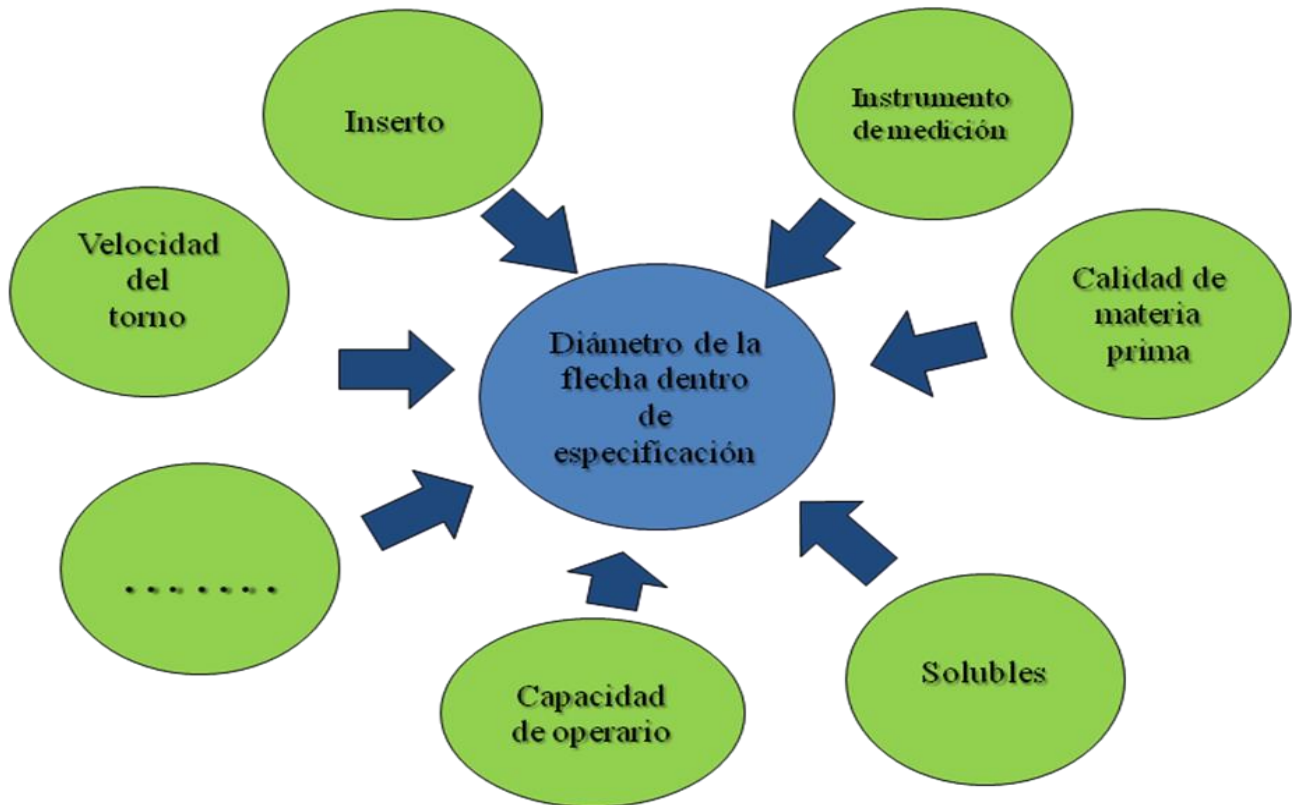 Inserto
Instrumento
de medición
Velocidad
del
torno
Calidad de
materia
prima
Diámetro de la
flecha dentro
de
especificación
.......
Capacidad
de operario
Solubles